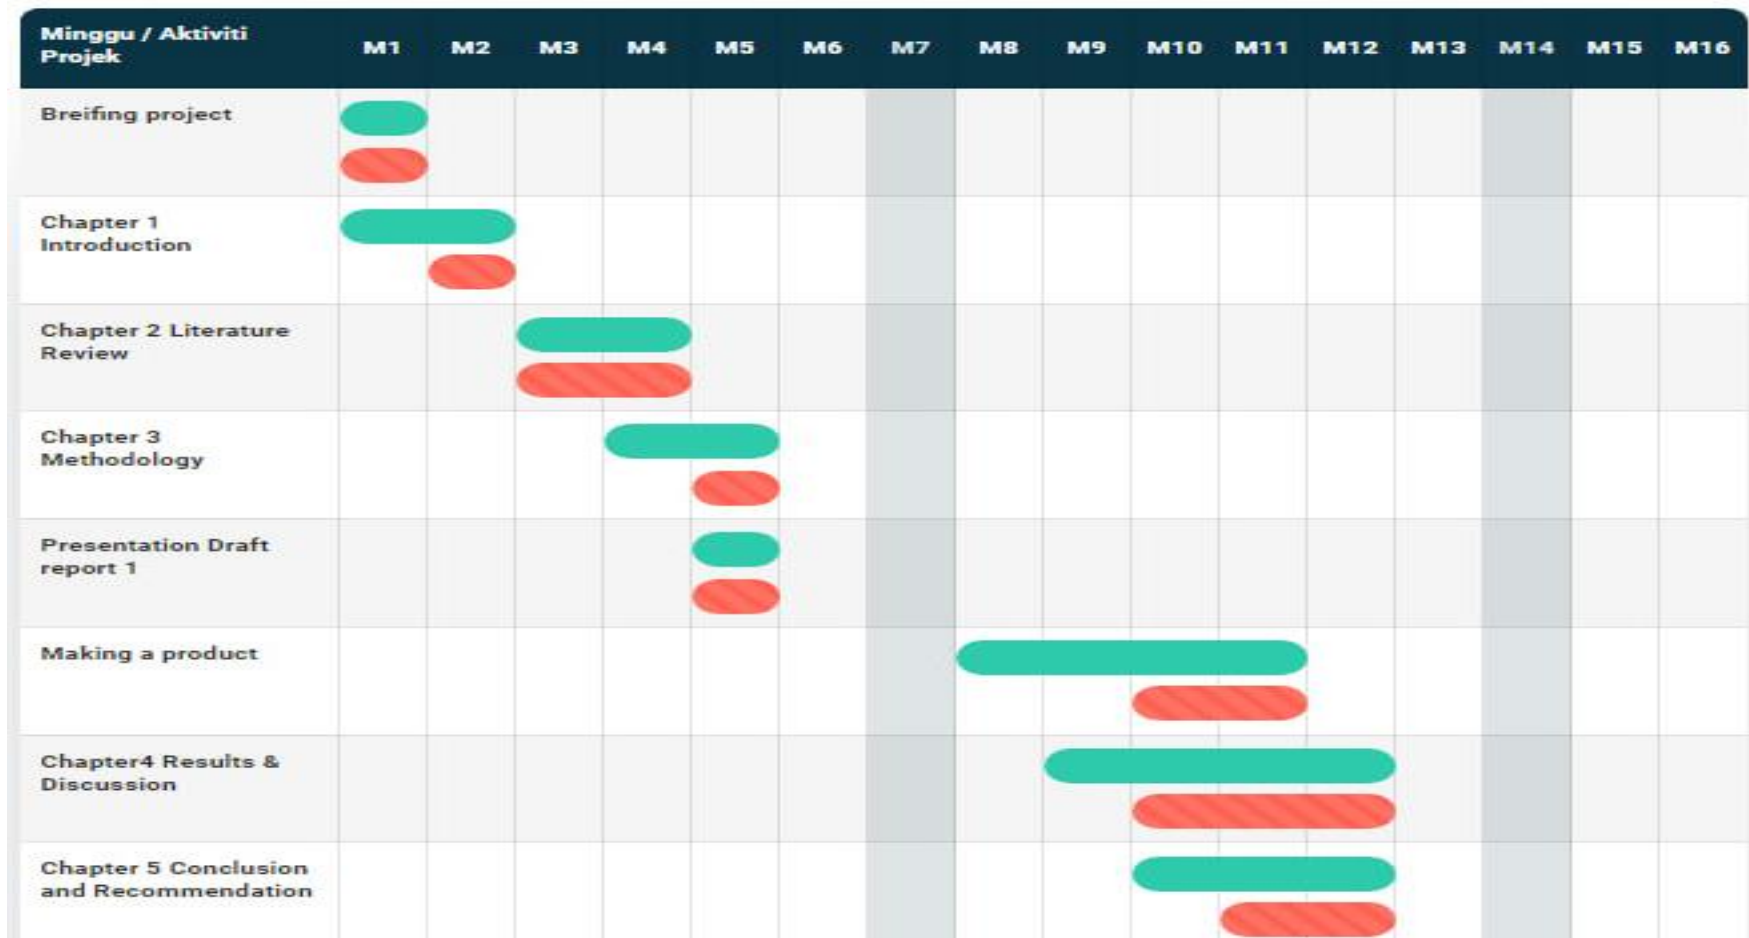 Minggu / Aktiviti
Projek
M1 M2 M3 M4 M5 M6 M7 M8 M9 M10 M11 M12 M13 M14 M15 M16
Breifing project
Chapter 1
Introduction
Chapter 2 Literature
Review
Chapter 3
Methodology
Presentation Draft
report 1
Making a product
Chapter4 Results &
Discussion
Chapter 5 Conclusion
and Recommendation